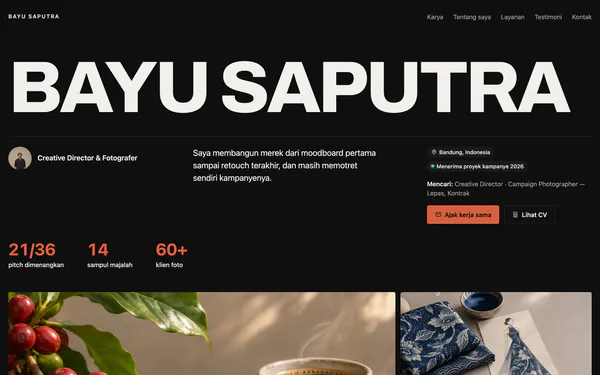 BAYU SAPUTRA
Karya Tentang saya Layanan Testimoni Kontak
BAYU SAPUTRA
Creative Director & Fotografer
Saya membangun merek dari moodboard pertama
sampai retouch terakhir, dan masih memotret
sendiri kampanyenya.
Bandung, Indonesia
Menerima proyek kampanye 2026
Mencari: Creative Director · Campaign Photographer —
Lepas, Kontrak
Ajak kerja sama
Lihat CV
21/36
pitch dimenangkan
14
sampul majalah
60+
klien foto